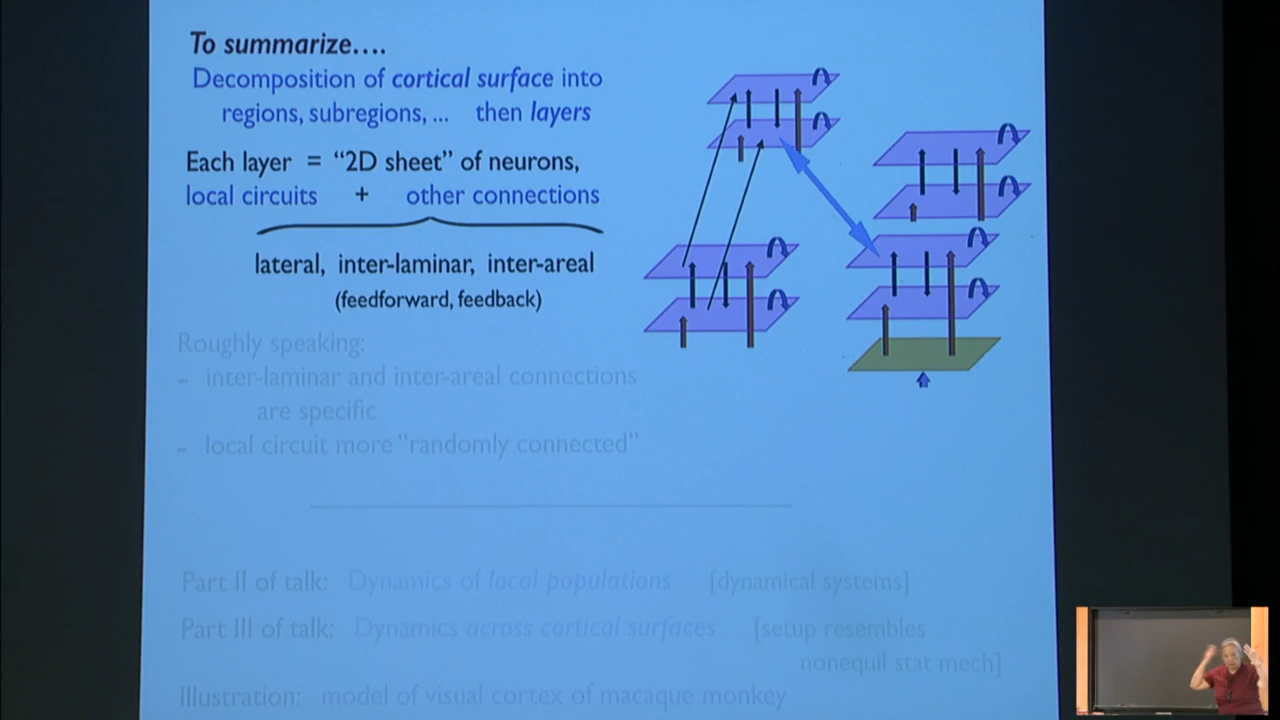 To summarize....
Decomposition of cortical surface into
regions, subregions, ... then layers
Each layer = "2D sheet" of neurons,
local circuits + other connections
lateral, inter-laminar, inter-areal
(feedforward, feedback)
Roughly speaking:
- inter-laminar and inter-areal connections
are specific
- local circuit more "randomly connected"
Part II of talk: Dynamics of local populations [dynamical systems]
Part III of talk: Dynamics across cortical surfaces [setup resembles
nonequil stat mech]
Illustration: model of visual cortex of macaque monkey